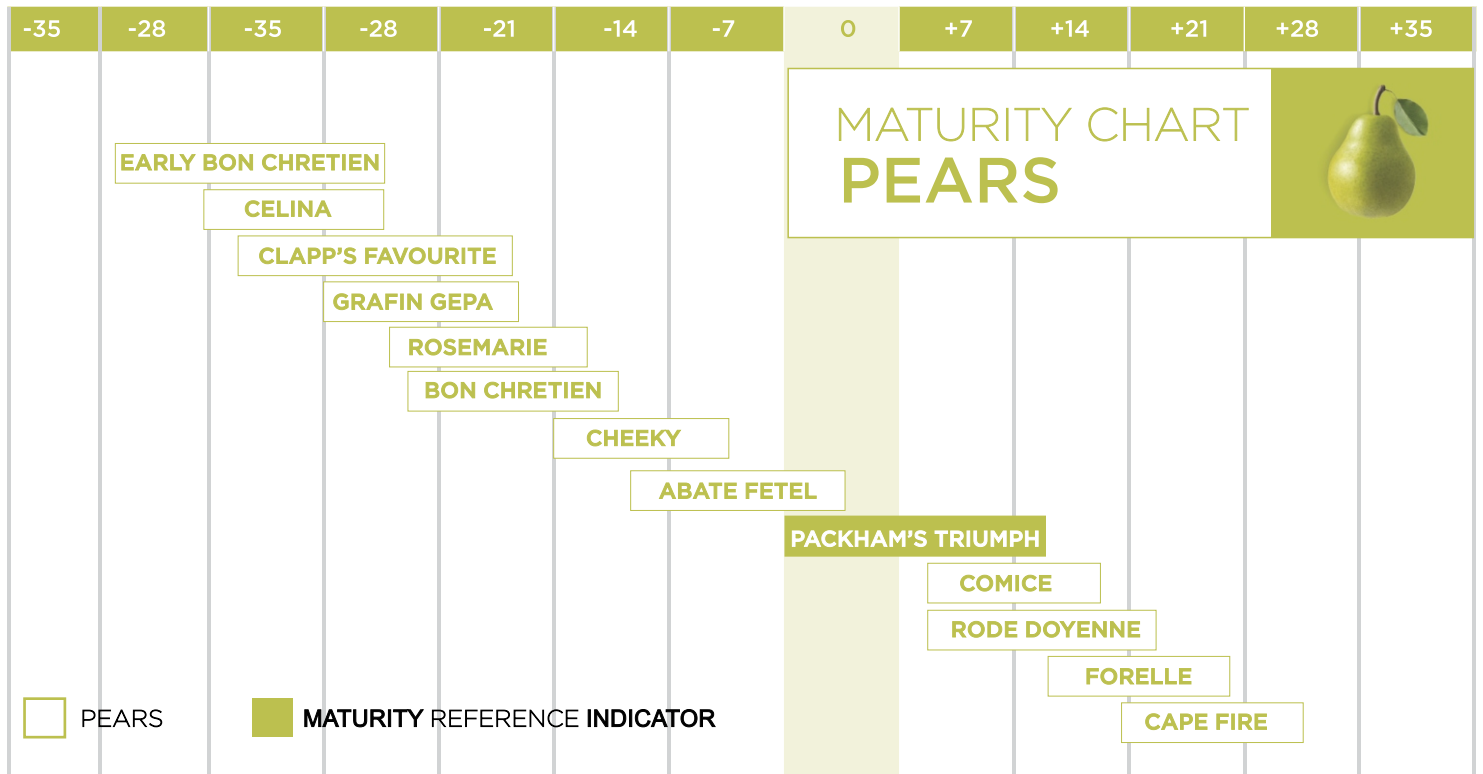 -35 -28 -35 -28 -21 -14 -7 0 +7 +14 +21 +28 +35
MATURITY CHART
PEARS
EARLY BON CHRETIEN
CELINA
CLAPP'S FAVOURITE
GRAFIN GEPA
ROSEMARIE
BON CHRETIEN
CHEEKY
ABATE FETEL
PACKHAM'S TRIUMPH
COMICE
RODE DOYENNE
FORELLE
CAPE FIRE
PEARS
MATURITY REFERENCE INDICATOR